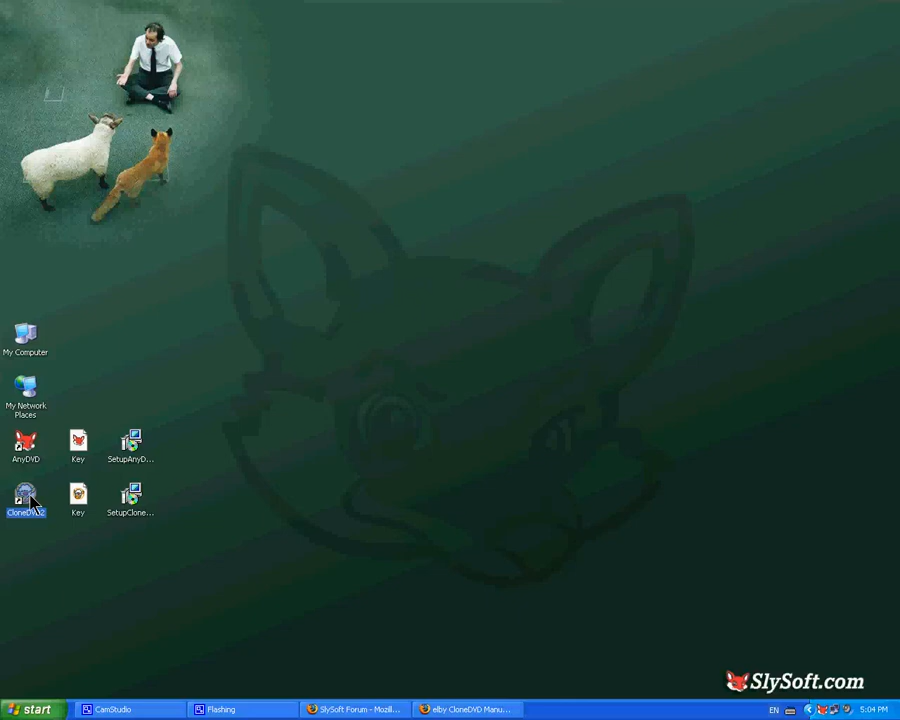 My Computer
My Network
Places
AnyDVD
Key
SetupAnyD...
CloneDVD2
Key
SetupClone...
SlySoft.com
start
CamStudio
Flashing
SlySoft Forum - Mozill...
elby CloneDVD Manu...
EN
5:04 PM